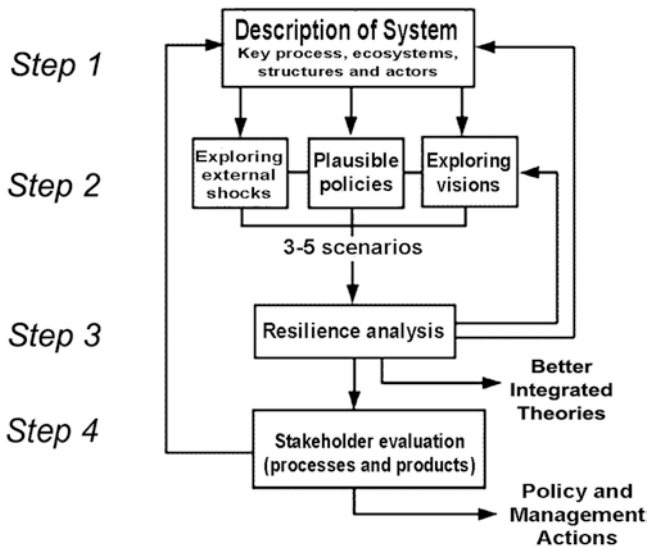 Step 1
Description of System
Key process, ecosystems,
structures and actors
Step 2
Exploring
external
shocks
Plausible
policies
Exploring
visions
3-5 scenarios
Step 3
Resilience analysis
Better
Integrated
Theories
Step 4
Stakeholder evaluation
(processes and products)
Policy and
Management
Actions